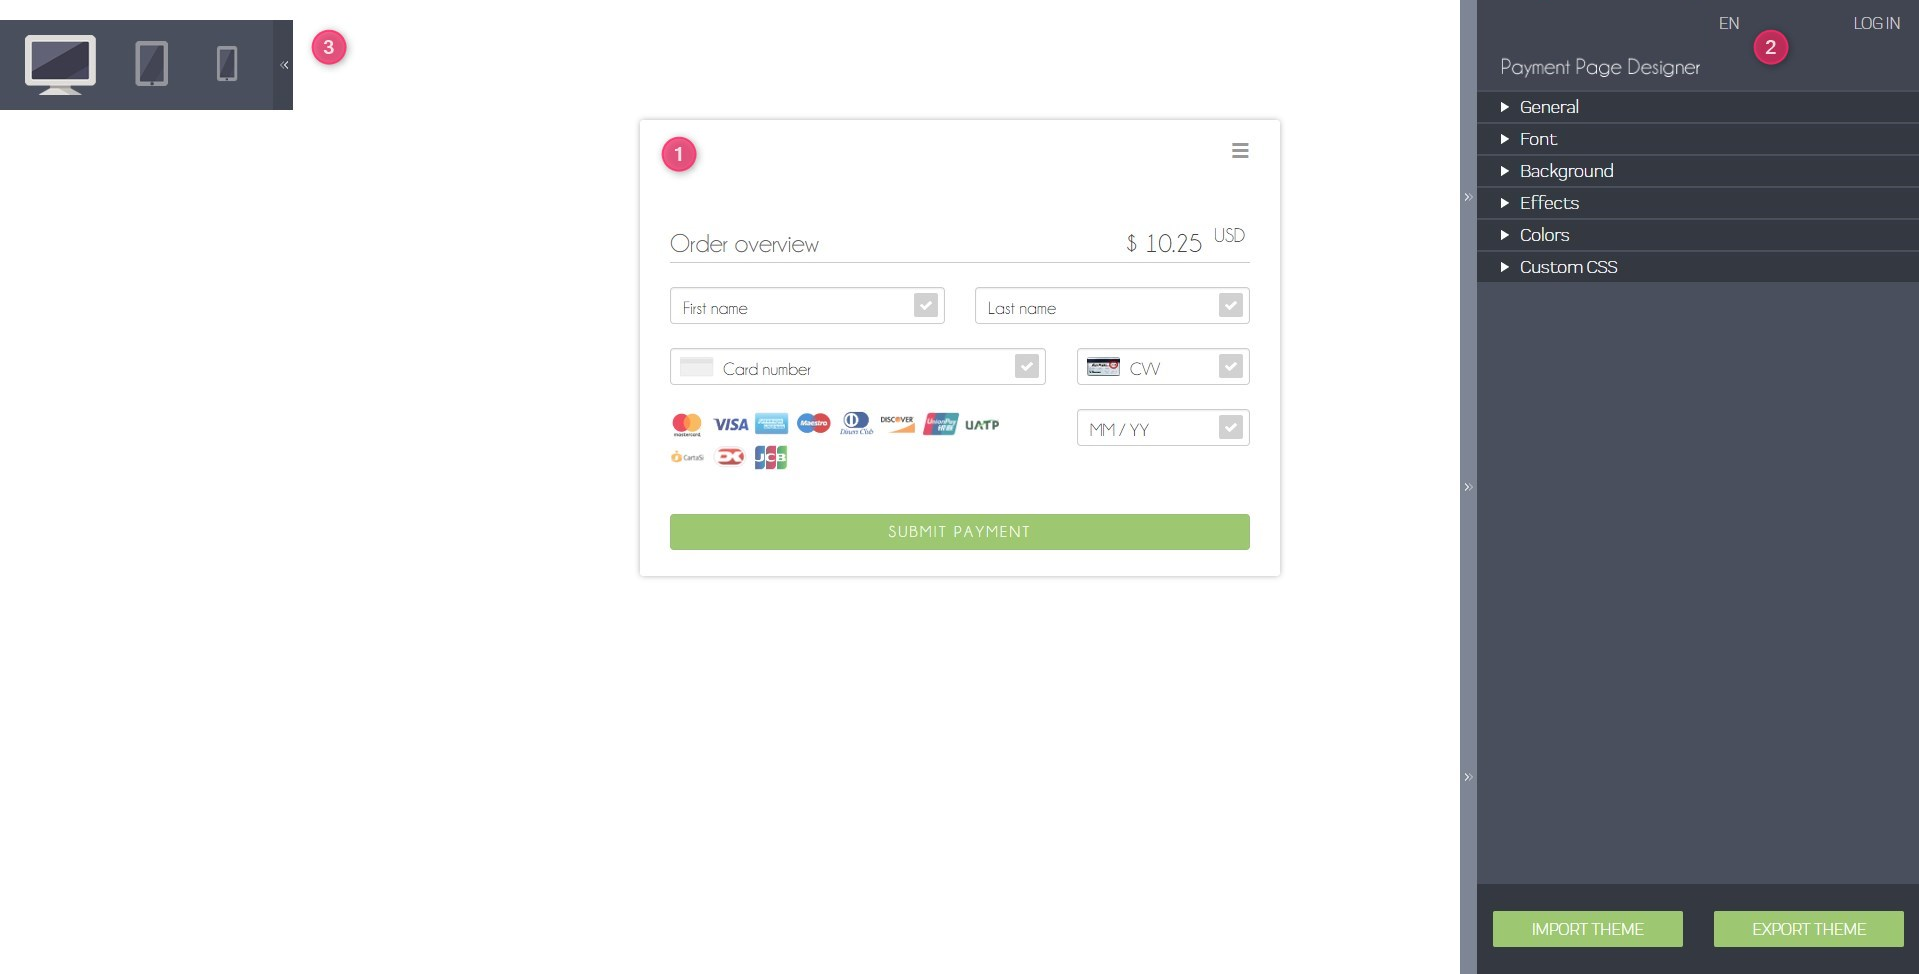 3
EN
2
LOG IN
Payment Page Designer
General
Font
Background
Effects
Colors
Custom CSS
1
Order overview
$ 10.25 USD
First name
Last name
Card number
CVV
mastercard.
VISA
Maestro
Diners Club
DISCOVER
UnionPay
UATP
MM / YY
CartaSi
JCB
SUBMIT PAYMENT
IMPORT THEME
EXPORT THEME